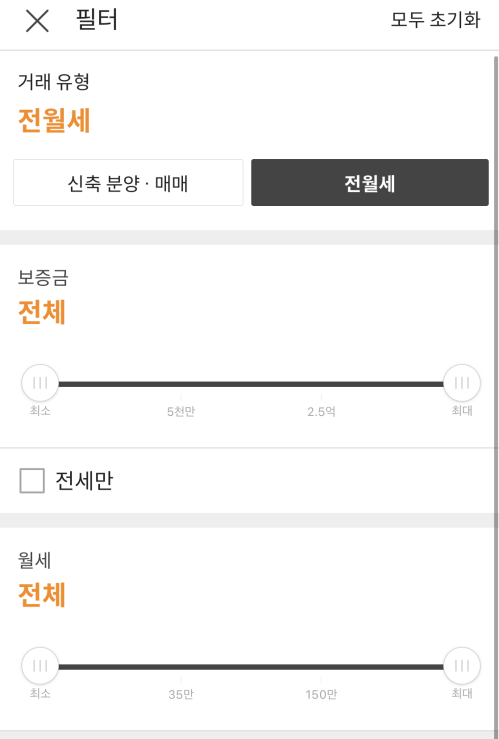 필터 모두 초기화
거래 유형
전월세
신축 분양 · 매매 전월세
보증금
전체
최소 5천만 2.5억 최대
전세만
월세
전체
최소 35만 150만 최대